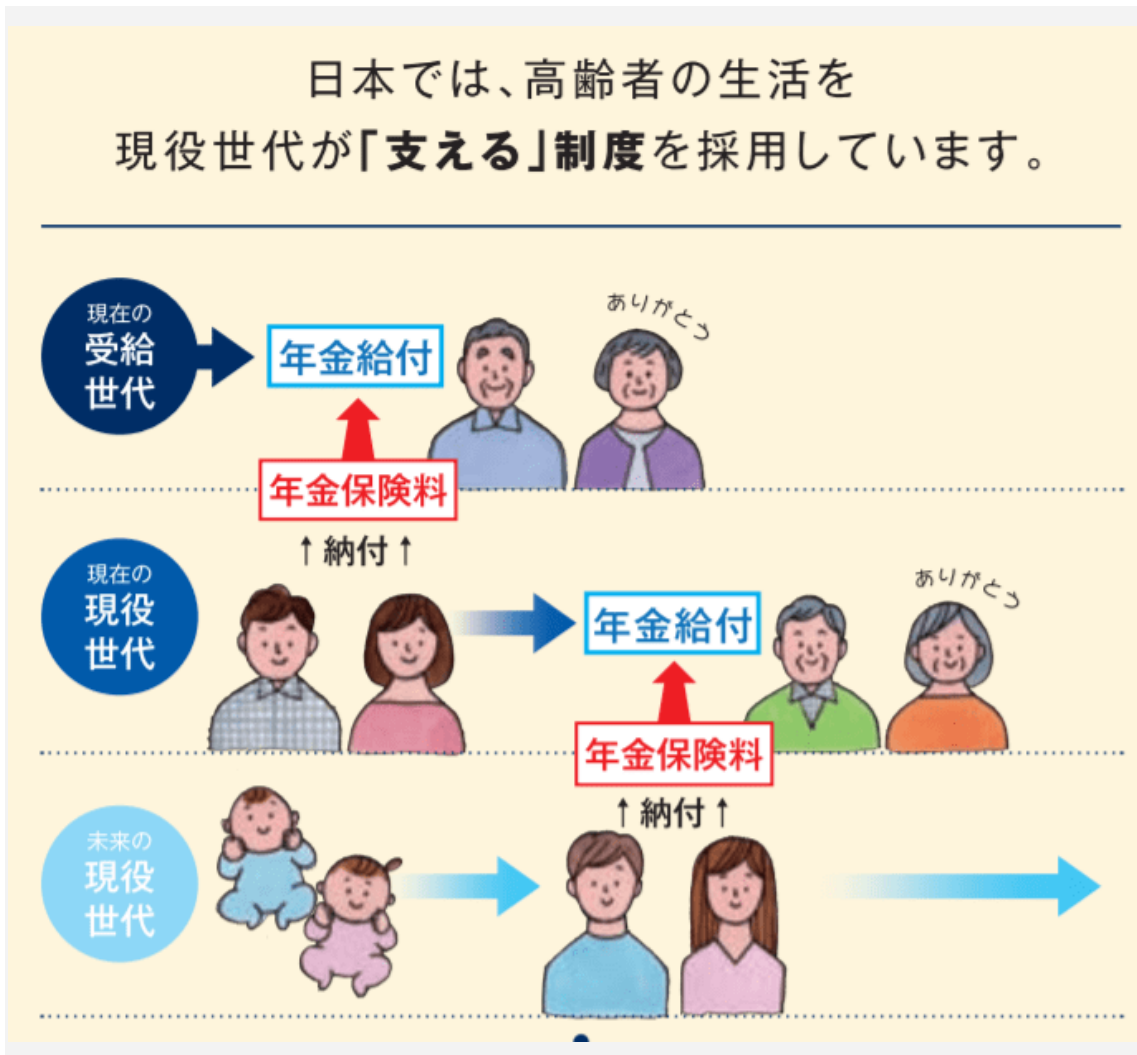 日本では、高齢者の生活を
現役世代が「支える」制度を採用しています。
現在の
受給
世代
年金給付
ありがとう
年金保険料
↑納付↑
現在の
現役
世代
年金給付
ありがとう
年金保険料
↑納付↑
未来の
現役
世代